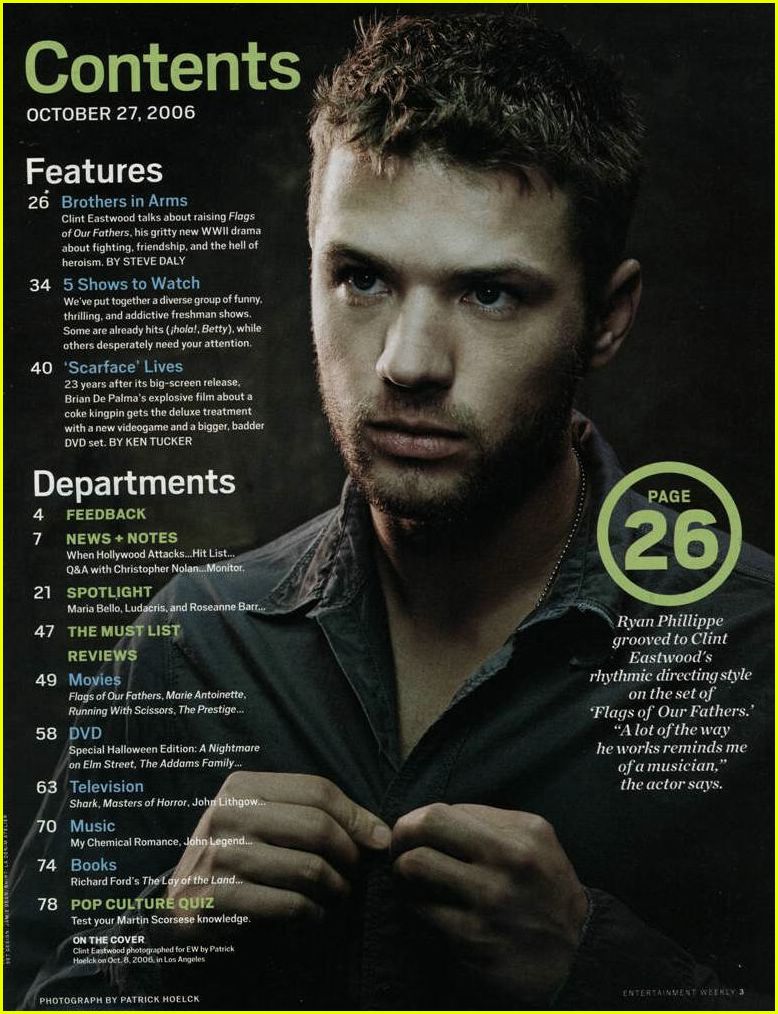 Contents
OCTOBER 27, 2006
Features
26 Brothers in Arms
Clint Eastwood talks about raising Flags
of Our Fathers, his gritty new WWII drama
about fighting, friendship, and the hell of
heroism. BY STEVE DALY
34 5 Shows to Watch
We've put together a diverse group of funny,
thrilling, and addictive freshman shows.
Some are already hits (¡hola!, Betty), while
others desperately need your attention.
40 'Scarface' Lives
23 years after its big-screen release,
Brian De Palma's explosive film about a
coke kingpin gets the deluxe treatment
with a new videogame and a bigger, badder
DVD set. BY KEN TUCKER
Departments
4 FEEDBACK
7 NEWS + NOTES
When Hollywood Attacks...Hit List...
Q&A with Christopher Nolan...Monitor.
21 SPOTLIGHT
Maria Bello, Ludacris, and Roseanne Barr...
47 THE MUST LIST
REVIEWS
49 Movies
Flags of Our Fathers, Marie Antoinette,
Running With Scissors, The Prestige...
58 DVD
Special Halloween Edition: A Nightmare
on Elm Street, The Addams Family...
63 Television
Shark, Masters of Horror, John Lithgow...
70 Music
My Chemical Romance, John Legend...
74 Books
Richard Ford's The Lay of the Land...
78 POP CULTURE QUIZ
Test your Martin Scorsese knowledge.
ON THE COVER
Clint Eastwood photographed for EW by Patrick
Hoelck on Oct. 8, 2006, in Los Angeles
PHOTOGRAPH BY PATRICK HOELCK
PAGE
26
Ryan Phillippe
grooved to Clint
Eastwood's
rhythmic directing style
on the set of
'Flags of Our Fathers.'
"A lot of the way
he works reminds me
of a musician,"
the actor says.
ENTERTAINMENT WEEKLY 3